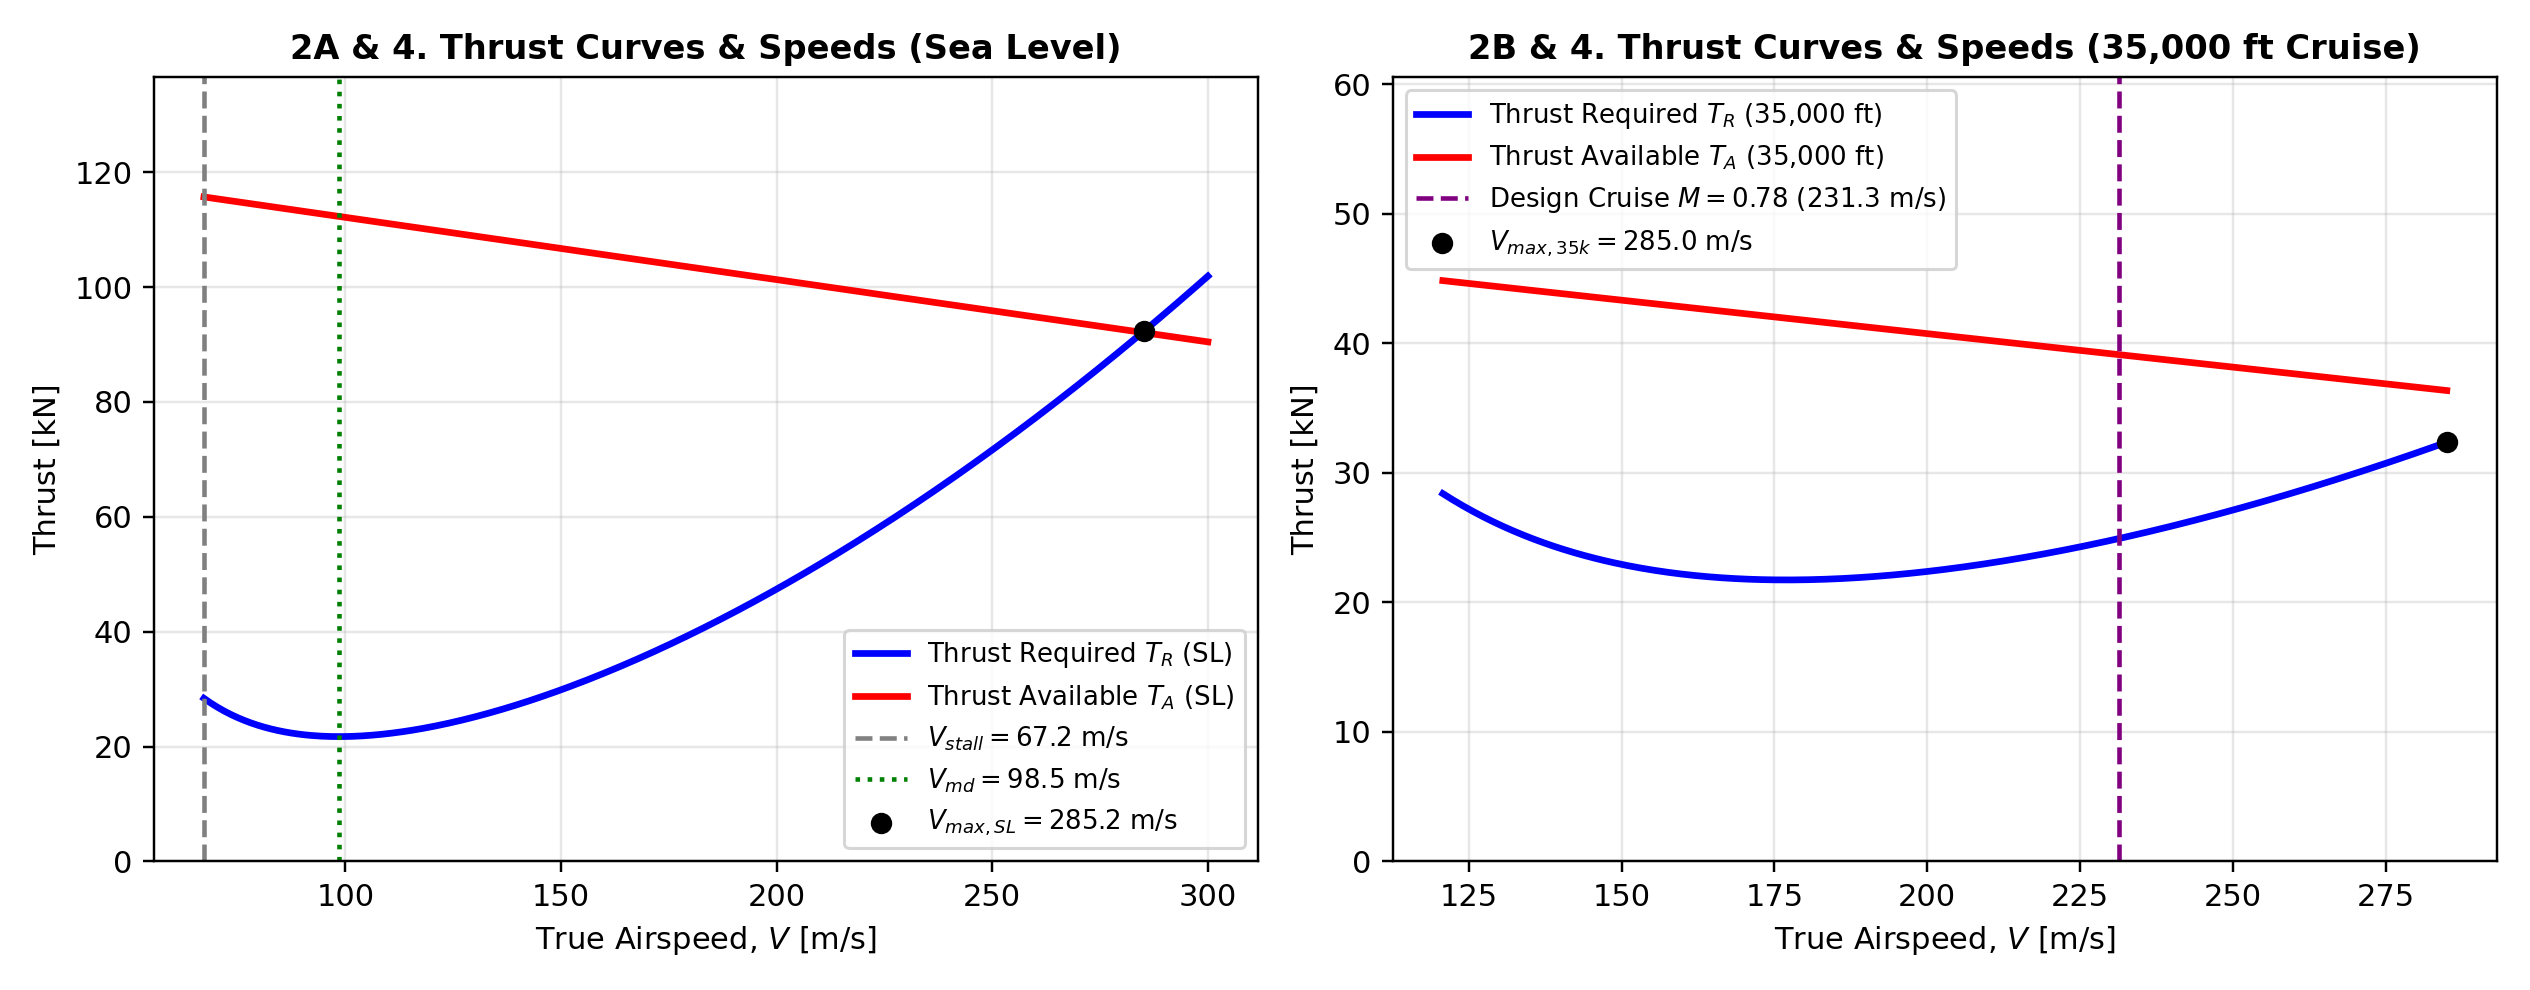 2A & 4. Thrust Curves & Speeds (Sea Level)
Thrust [kN]
120
100
80
60
40
20
0
100
150
200
250
300
True Airspeed, V [m/s]
Thrust Required T_R (SL)
Thrust Available T_A (SL)
V_stall = 67.2 m/s
V_md = 98.5 m/s
V_max,SL = 285.2 m/s
2B & 4. Thrust Curves & Speeds (35,000 ft Cruise)
Thrust [kN]
60
50
40
30
20
10
0
125
150
175
200
225
250
275
True Airspeed, V [m/s]
Thrust Required T_R (35,000 ft)
Thrust Available T_A (35,000 ft)
Design Cruise M = 0.78 (231.3 m/s)
V_max,35k = 285.0 m/s